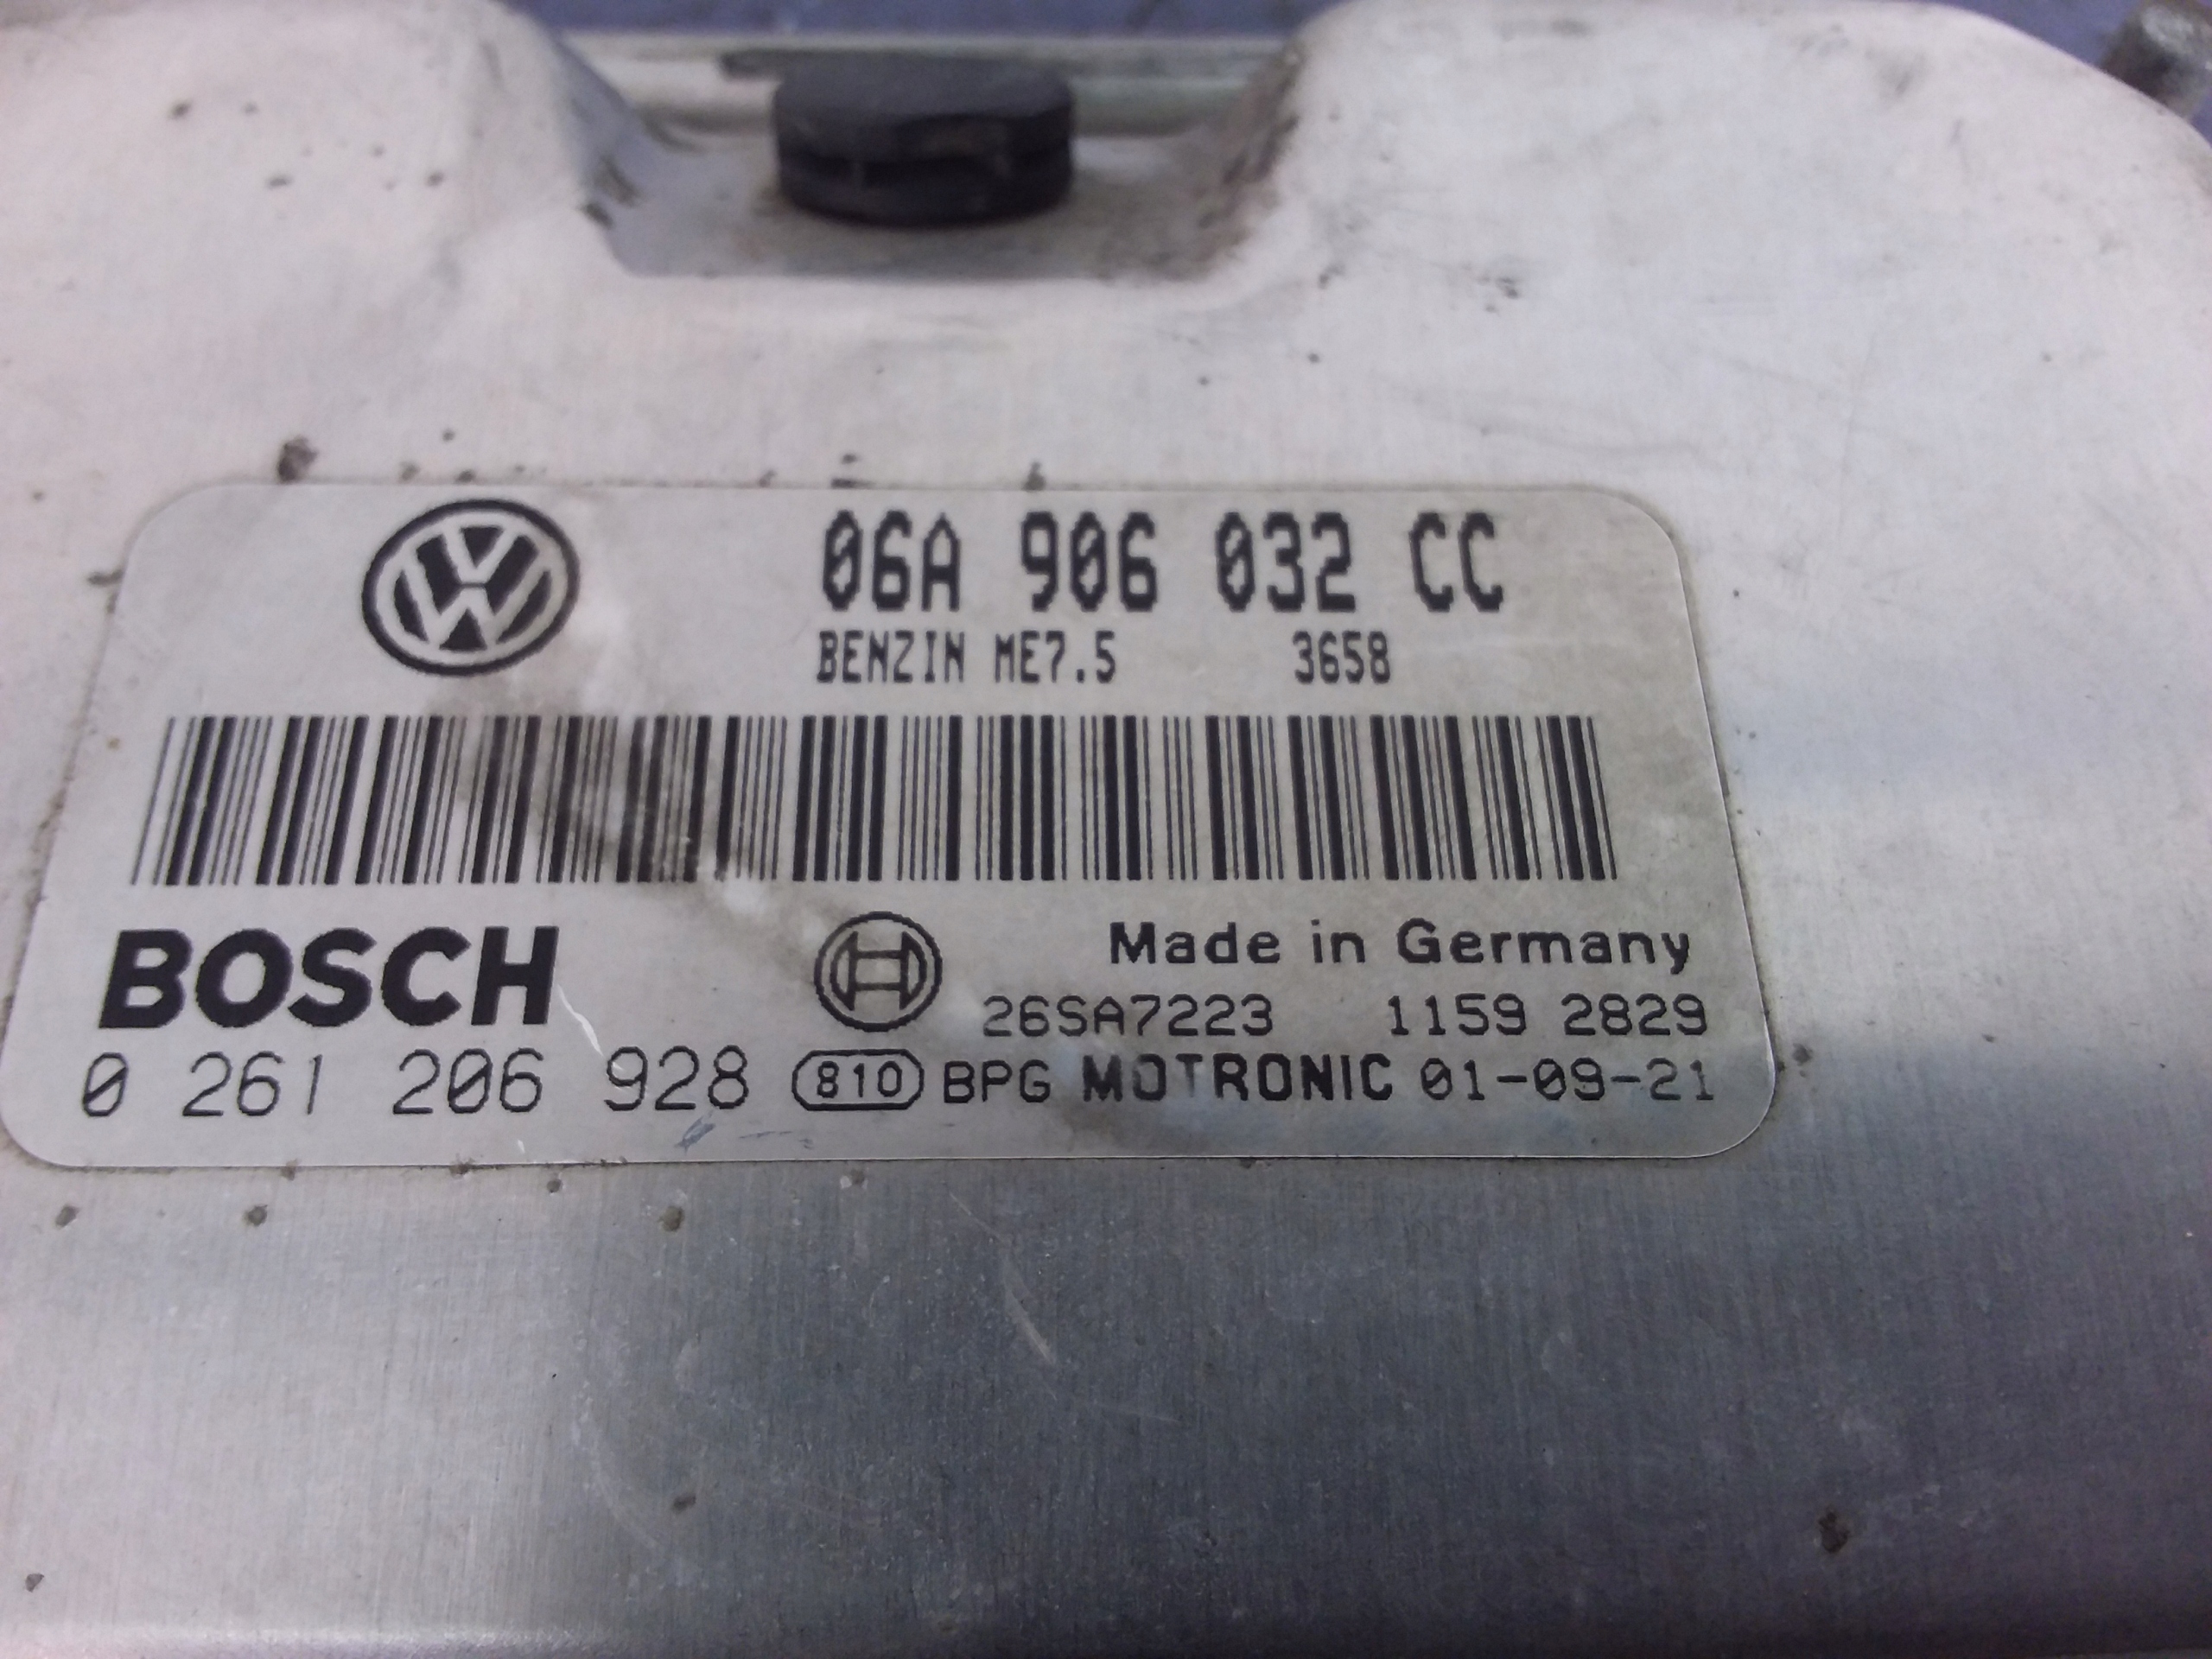 06A 906 032 CC
BENZIN ME7.5 3658
BOSCH
Made in Germany
26SA7223 1159 2829
0 261 206 928 810 BPG MOTRONIC 01-09-21